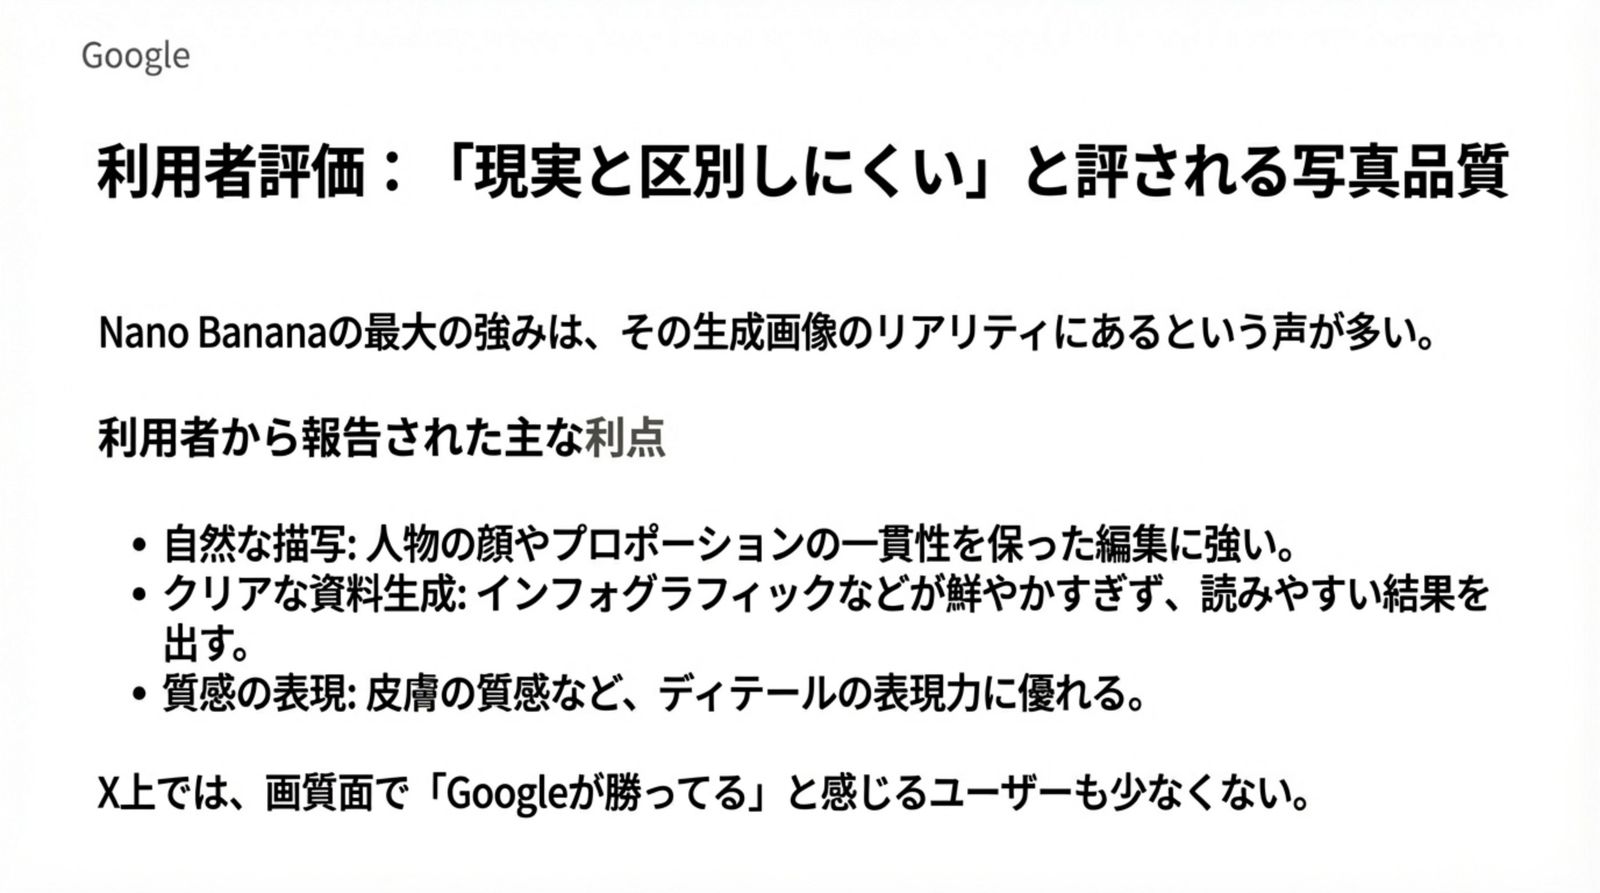 Google
利用者評価：「現実と区別しにくい」と評される写真品質
Nano Bananaの最大の強みは、その生成画像のリアリティにあるという声が多い。
利用者から報告された主な利点
• 自然な描写: 人物の顔やプロポーションの一貫性を保った編集に強い。
• クリアな資料生成: インフォグラフィックなどが鮮やかすぎず、読みやすい結果を
出す。
• 質感の表現: 皮膚の質感など、ディテールの表現力に優れる。
X上では、画質面で「Googleが勝ってる」と感じるユーザーも少なくない。